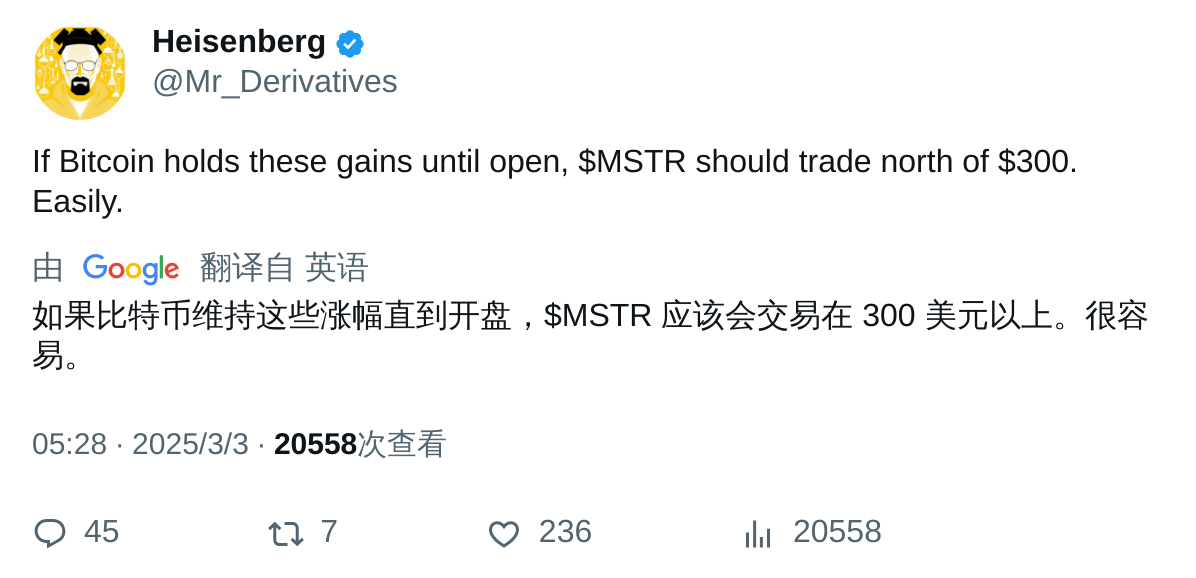 Heisenberg
@Mr_Derivatives
If Bitcoin holds these gains until open, $MSTR should trade north of $300.
Easily.
由 Google 翻译自 英语
如果比特币维持这些涨幅直到开盘，$MSTR 应该会交易在 300 美元以上。很容
易。
05:28 · 2025/3/3 · 20558次查看
45 7 236 20558